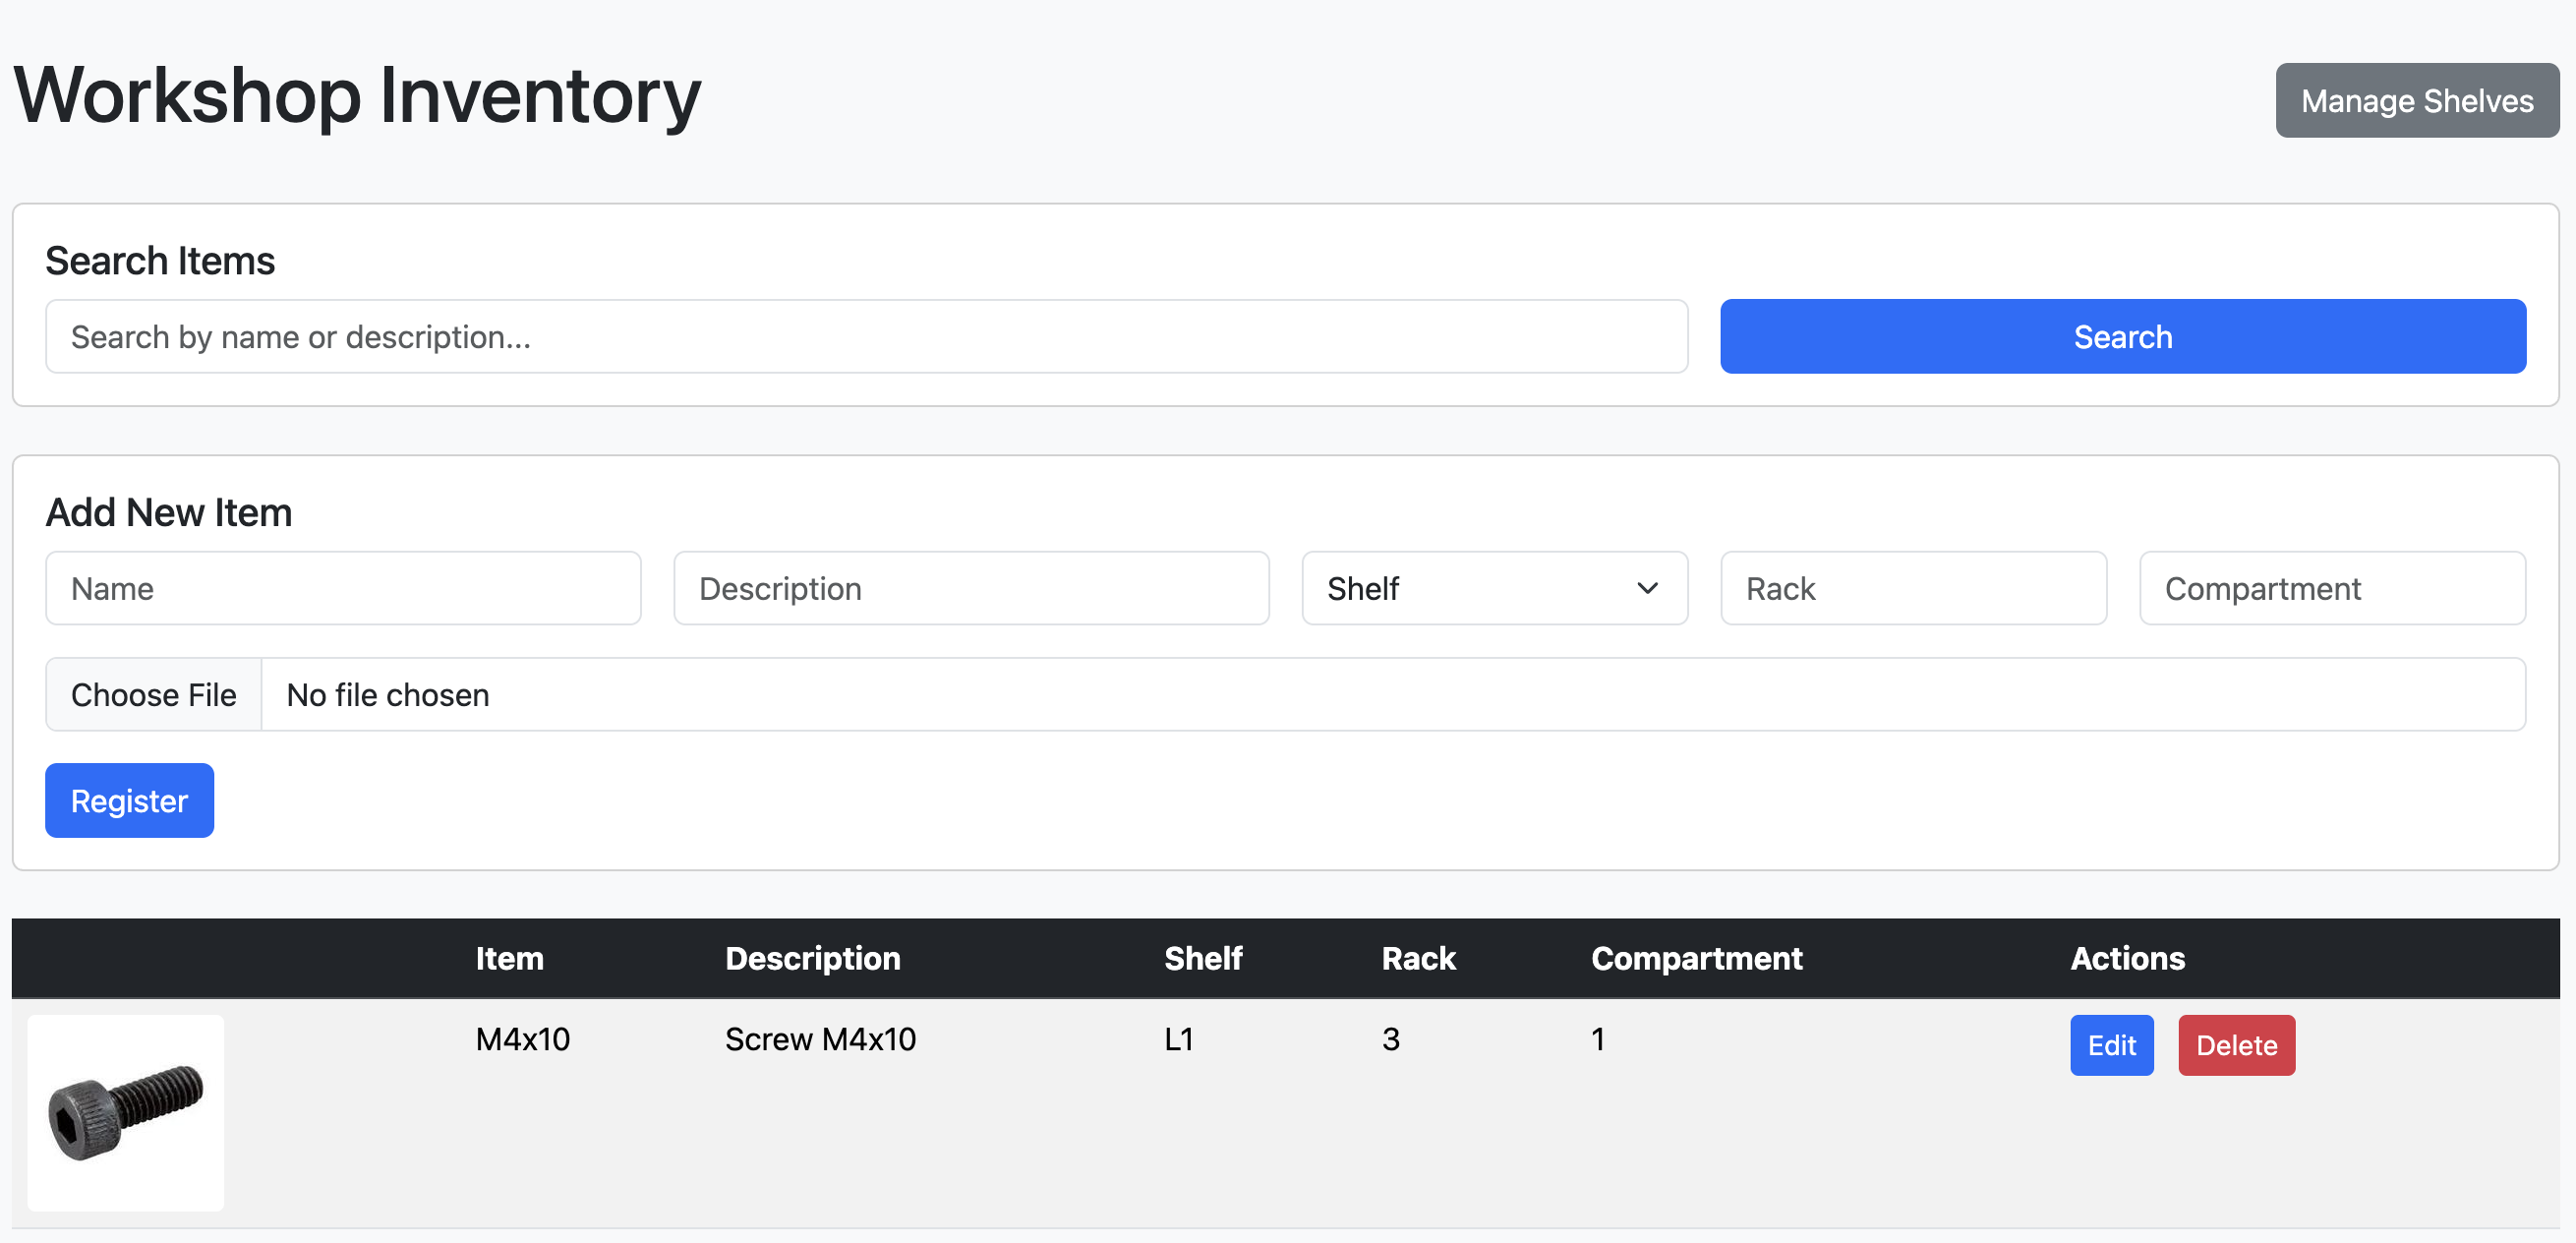 Workshop Inventory
Manage Shelves
Search Items
Search by name or description...
Search
Add New Item
Name Description Shelf Rack Compartment
Choose File No file chosen
Register
Item Description Shelf Rack Compartment Actions
M4x10 Screw M4x10 L1 3 1 Edit Delete